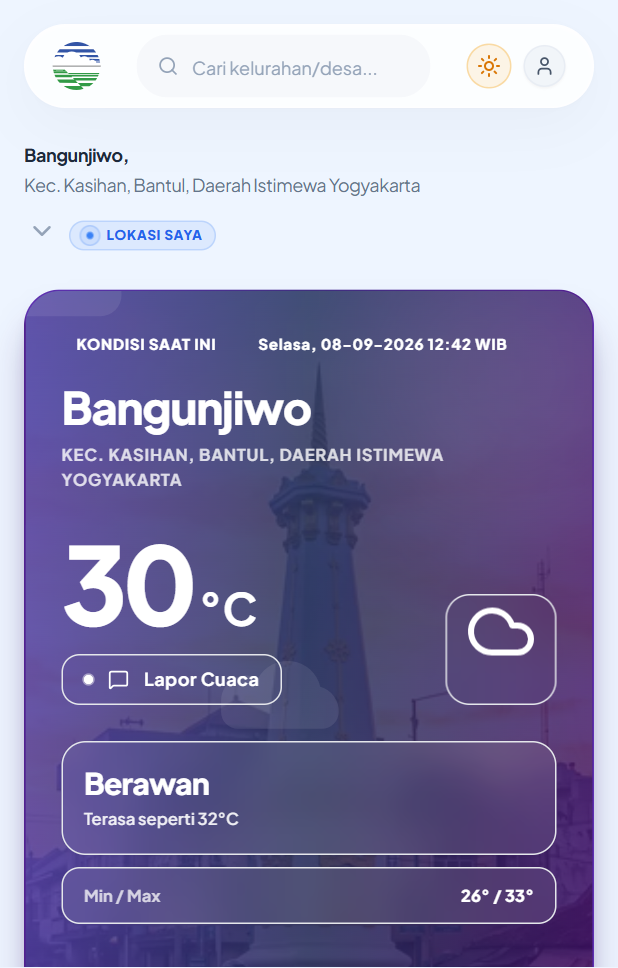 Cari kelurahan/desa...
Bangunjiwo,
Kec. Kasihan, Bantul, Daerah Istimewa Yogyakarta
LOKASI SAYA
KONDISI SAAT INI Selasa, 08-09-2026 12:42 WIB
Bangunjiwo
KEC. KASIHAN, BANTUL, DAERAH ISTIMEWA
YOGYAKARTA
30°C
Lapor Cuaca
Berawan
Terasa seperti 32°C
Min / Max 26° / 33°